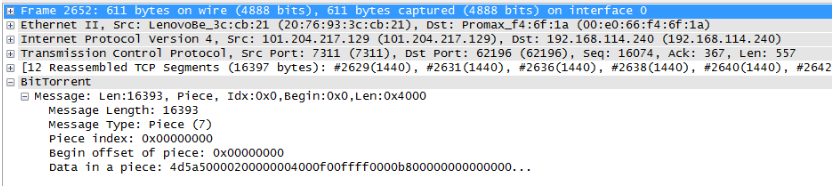 Frame 2652: 611 bytes on wire (4888 bits), 611 bytes captured (4888 bits) on interface 0
Ethernet II, Src: LenovoBe_3c:cb:21 (20:76:93:3c:cb:21), Dst: Promax_f4:6f:1a (00:e0:66:f4:6f:1a)
Internet Protocol Version 4, Src: 101.204.217.129 (101.204.217.129), Dst: 192.168.114.240 (192.168.114.240)
Transmission Control Protocol, Src Port: 7311 (7311), Dst Port: 62196 (62196), Seq: 16074, Ack: 367, Len: 557
[12 Reassembled TCP Segments (16397 bytes): #2629(1440), #2631(1440), #2636(1440), #2638(1440), #2640(1440), #2642
BitTorrent
Message: Len:16393, Piece, Idx:0x0,Begin:0x0,Len:0x4000
Message Length: 16393
Message Type: Piece (7)
Piece index: 0x00000000
Begin offset of piece: 0x00000000
Data in a piece: 4d5a50000200000004000f00ffff0000b800000000000000...